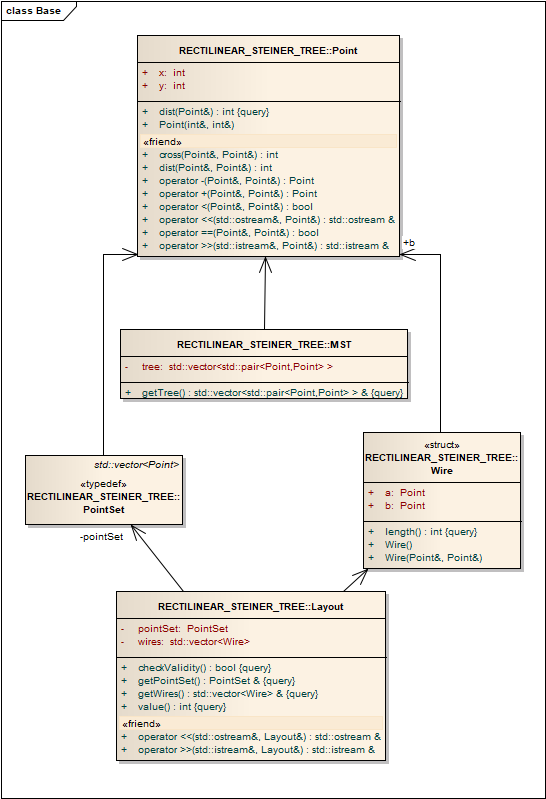 class Base
RECTILINEAR_STEINER_TREE::Point
+ x: int
+ y: int
+ dist(Point&) : int {query}
+ Point(int&, int&)
«friend»
+ cross(Point&, Point&) : int
+ dist(Point&, Point&) : int
+ operator -(Point&, Point&) : Point
+ operator +(Point&, Point&) : Point
+ operator <(Point&, Point&) : bool
+ operator <<(std::ostream&, Point&) : std::ostream &
+ operator ==(Point&, Point&) : bool
+ operator >>(std::istream&, Point&) : std::istream &
+b
RECTILINEAR_STEINER_TREE::MST
- tree: std::vector<std::pair<Point,Point> >
+ getTree() : std::vector<std::pair<Point,Point> > & {query}
std::vector<Point>
«typedef»
RECTILINEAR_STEINER_TREE::
PointSet
-pointSet
«struct»
RECTILINEAR_STEINER_TREE::
Wire
+ a: Point
+ b: Point
+ length() : int {query}
+ Wire()
+ Wire(Point&, Point&)
RECTILINEAR_STEINER_TREE::Layout
- pointSet: PointSet
- wires: std::vector<Wire>
+ checkValidity() : bool {query}
+ getPointSet() : PointSet & {query}
+ getWires() : std::vector<Wire> & {query}
+ value() : int {query}
«friend»
+ operator <<(std::ostream&, Layout&) : std::ostream &
+ operator >>(std::istream&, Layout&) : std::istream &